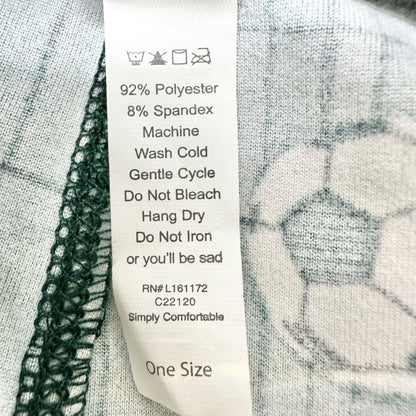 92% Polyester
8% Spandex
Machine
Wash Cold
Gentle Cycle
Do Not Bleach
Hang Dry
Do Not Iron
or you'll be sad
RN# L161172
C22120
Simply Comfortable
One Size